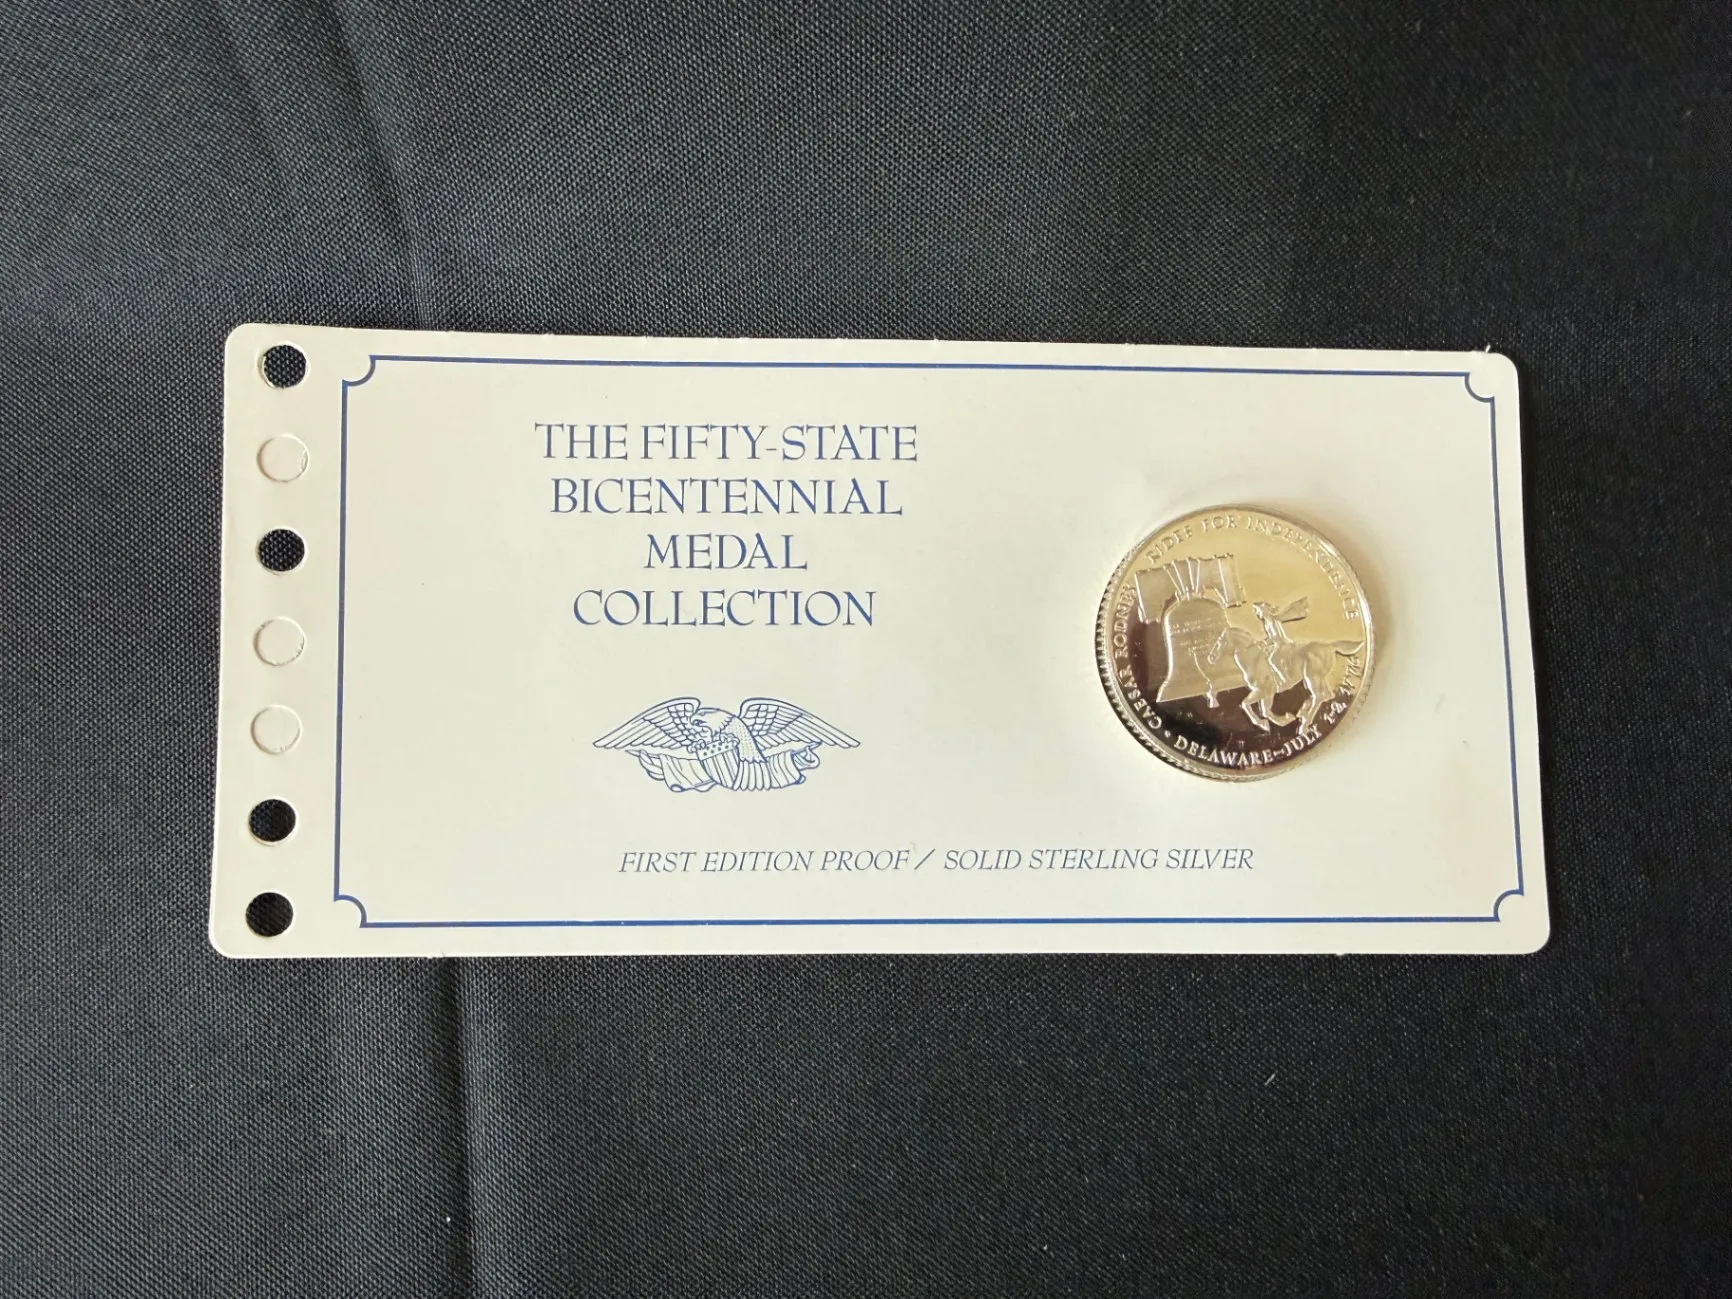 THE FIFTY-STATE
BICENTENNIAL
MEDAL
COLLECTION
FIRST EDITION PROOF / SOLID STERLING SILVER
CAESAR RODNEY RIDES FOR INDEPENDENCE
• DELAWARE–JULY 1-2, 1776